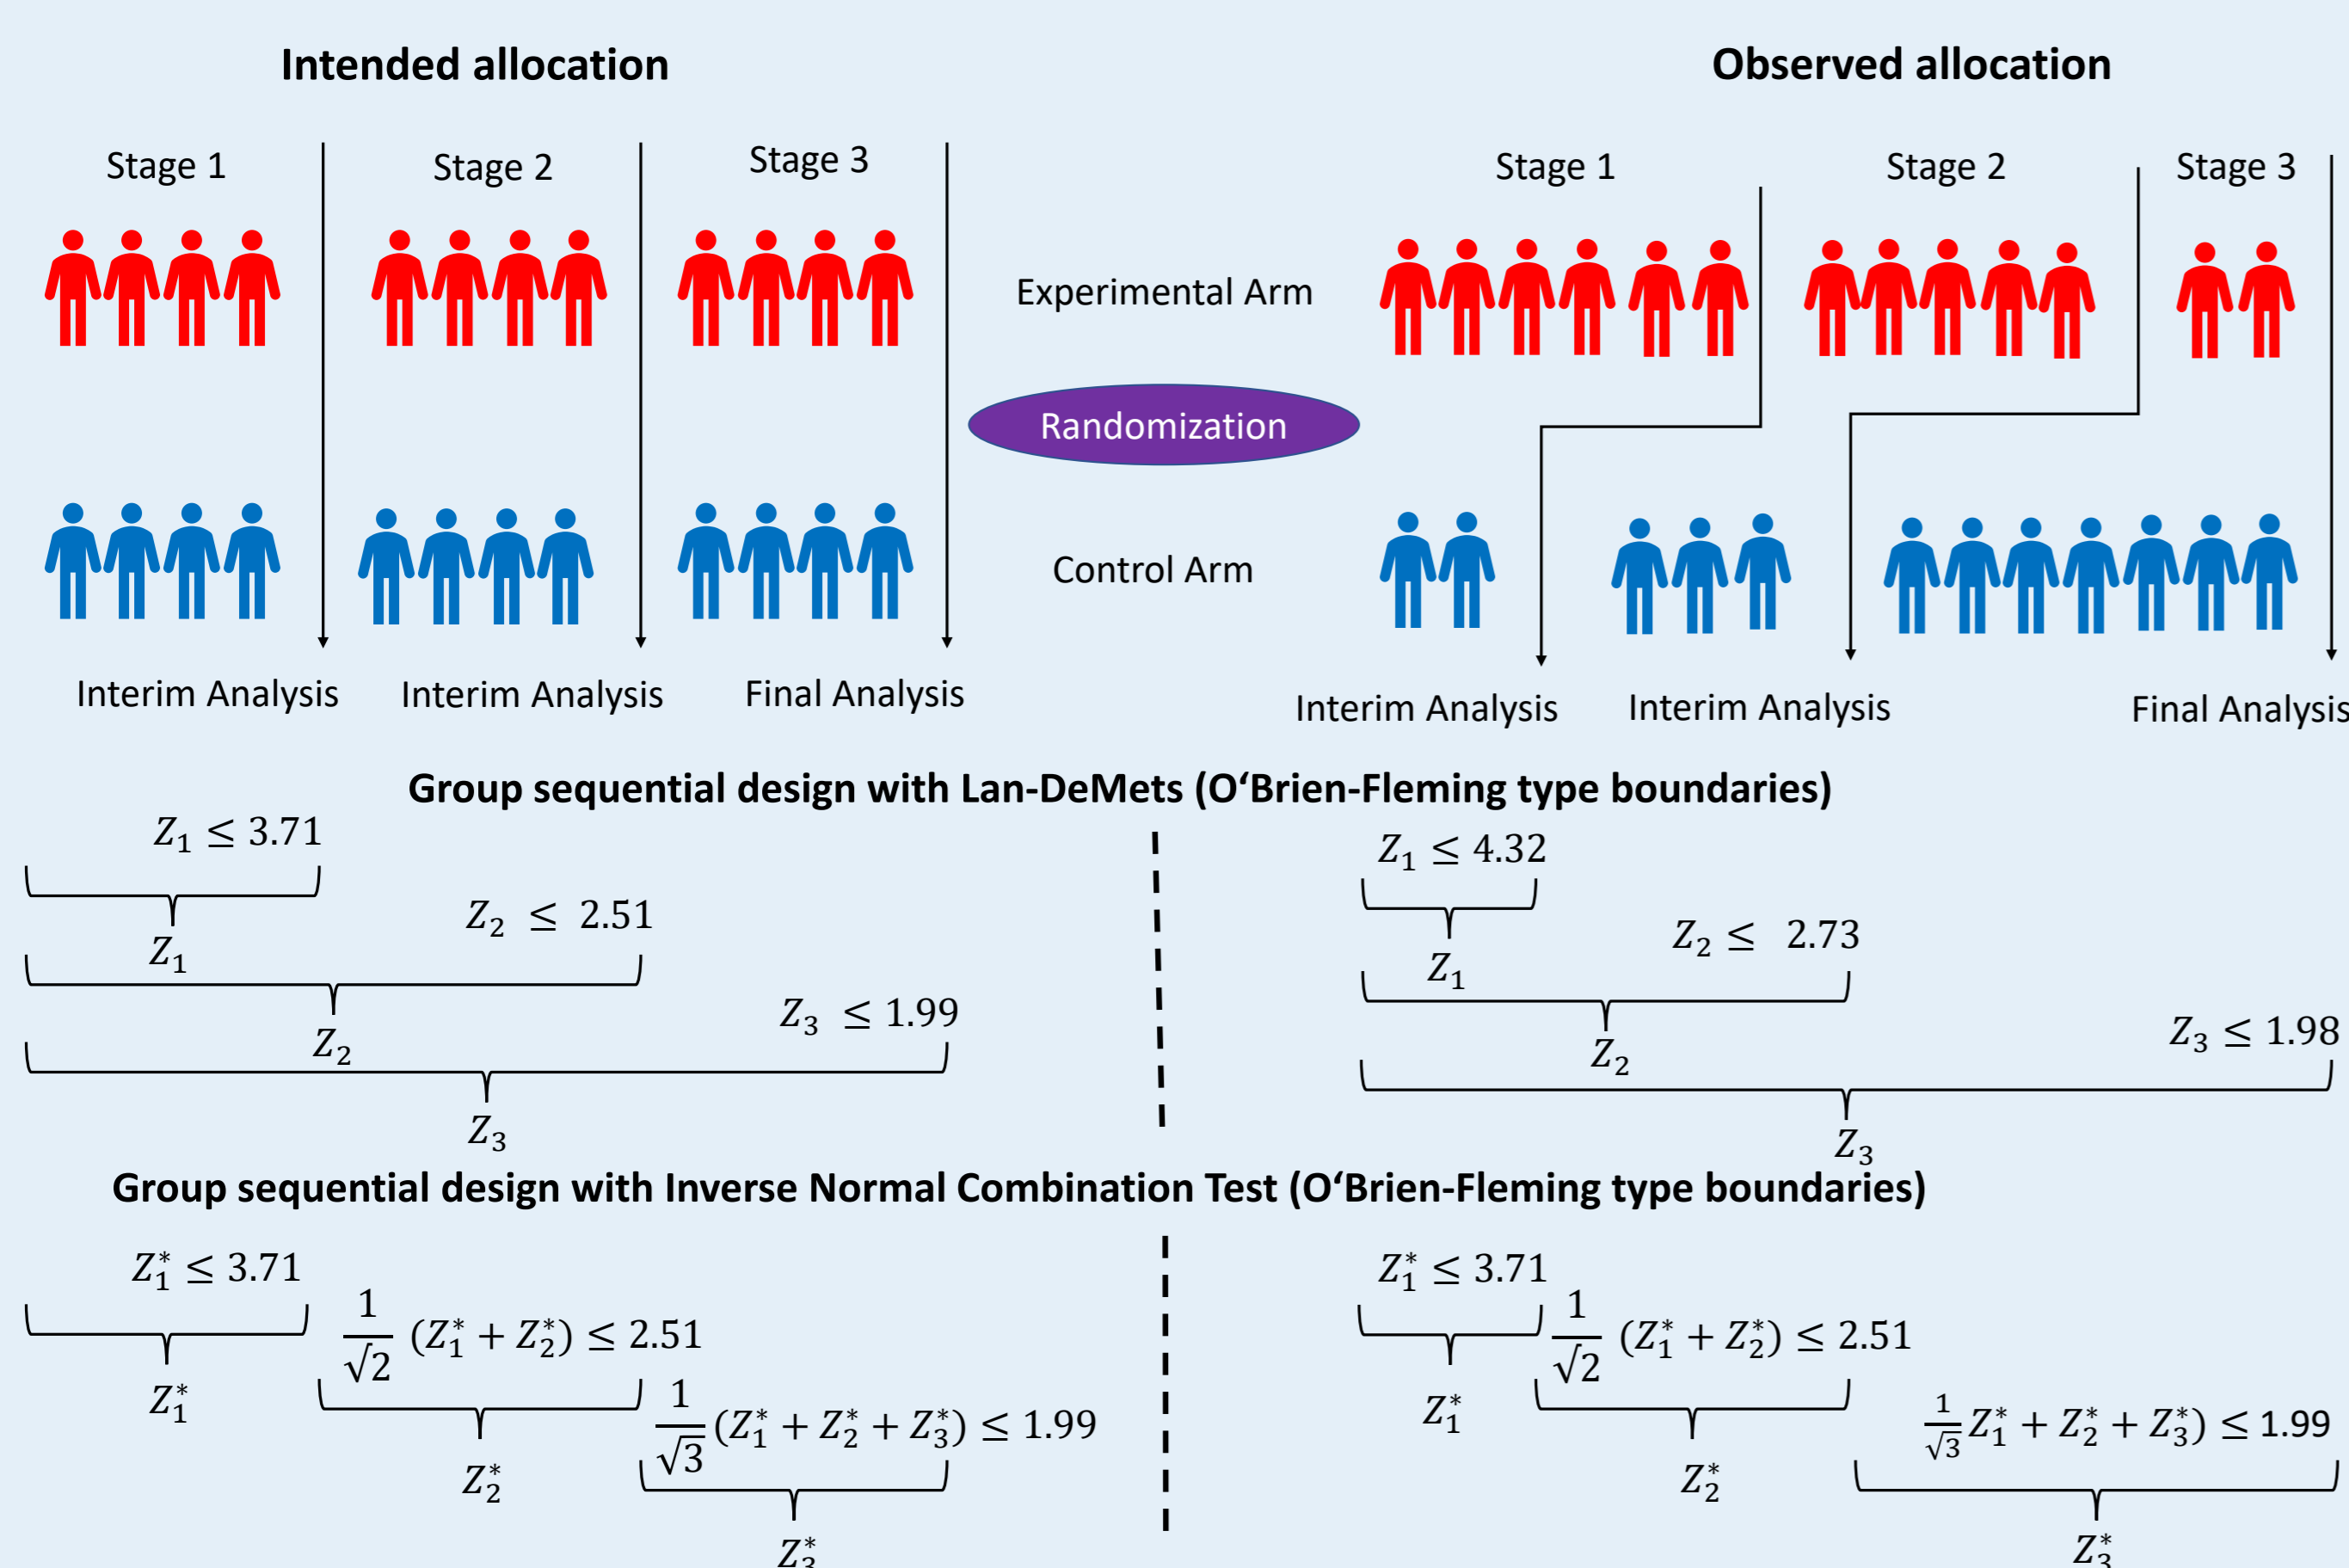 Intended allocation
Observed allocation
Stage 1
Stage 2
Stage 3
Stage 1
Stage 2
Stage 3
Experimental Arm
Randomization
Control Arm
Interim Analysis
Interim Analysis
Final Analysis
Interim Analysis
Interim Analysis
Final Analysis
Group sequential design with Lan-DeMets (O‘Brien-Fleming type boundaries)
Z₁ ≤ 3.71
Z₁
Z₂ ≤ 2.51
Z₂
Z₃ ≤ 1.99
Z₃
Z₁ ≤ 4.32
Z₁
Z₂ ≤ 2.73
Z₂
Z₃ ≤ 1.98
Z₃
Group sequential design with Inverse Normal Combination Test (O‘Brien-Fleming type boundaries)
Z₁* ≤ 3.71
Z₁*
1/√2 (Z₁* + Z₂*) ≤ 2.51
Z₂*
1/√3 (Z₁* + Z₂* + Z₃*) ≤ 1.99
Z₃*
Z₁* ≤ 3.71
Z₁*
1/√2 (Z₁* + Z₂*) ≤ 2.51
Z₂*
1/√3 Z₁* + Z₂* + Z₃*) ≤ 1.99
Z₃*